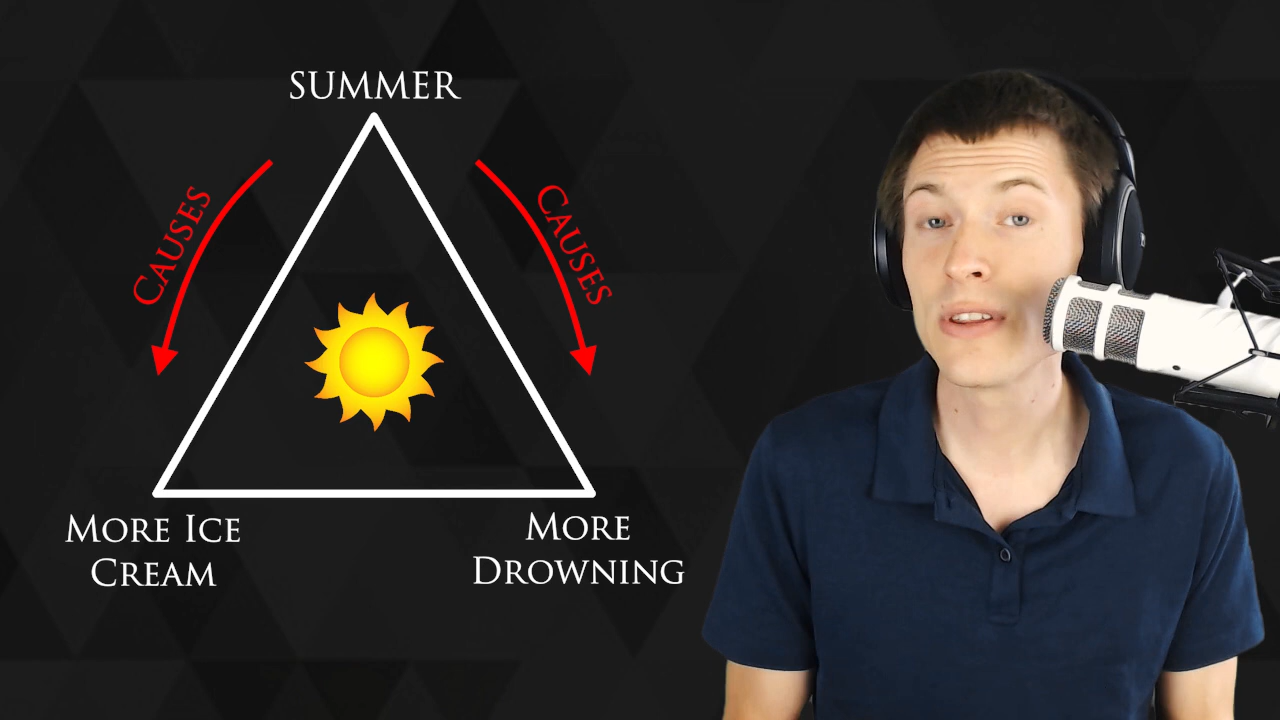 SUMMER
CAUSES
CAUSES
MORE ICE
CREAM
MORE
DROWNING